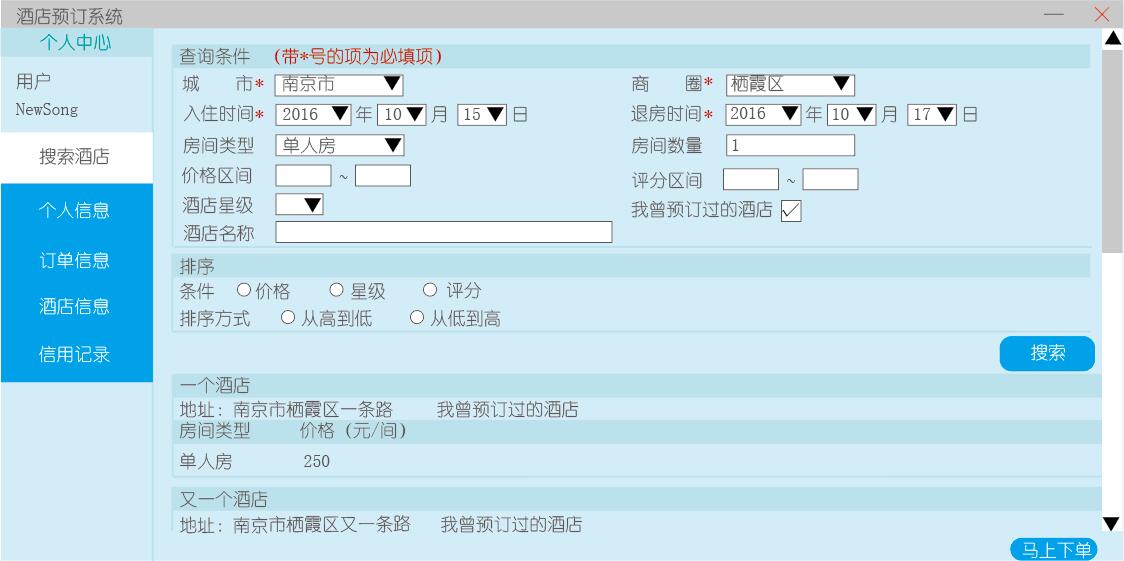 酒店预订系统
个人中心
用户
NewSong
搜索酒店
个人信息
订单信息
酒店信息
信用记录
查询条件 (带*号的项为必填项)
城 市* 南京市 商 圈* 栖霞区
入住时间* 2016 年 10 月 15 日 退房时间* 2016 年 10 月 17 日
房间类型 单人房 房间数量 1
价格区间 ~ 评分区间 ~
酒店星级 我曾预订过的酒店
酒店名称
排序
条件 价格 星级 评分
排序方式 从高到低 从低到高
搜索
一个酒店
地址: 南京市栖霞区一条路 我曾预订过的酒店
房间类型 价格 (元/间)
单人房 250
又一个酒店
地址: 南京市栖霞区又一条路 我曾预订过的酒店
马上下单